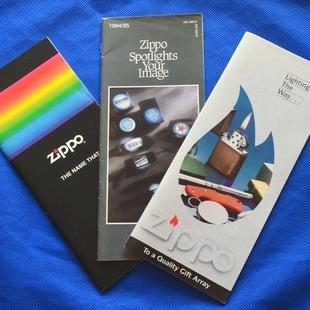 zippo
THE NAME THAT
1994/95
Zippo
Spotlights
Your
Image
Lighting
The
Way...
zippo
To a Quality Gift Array